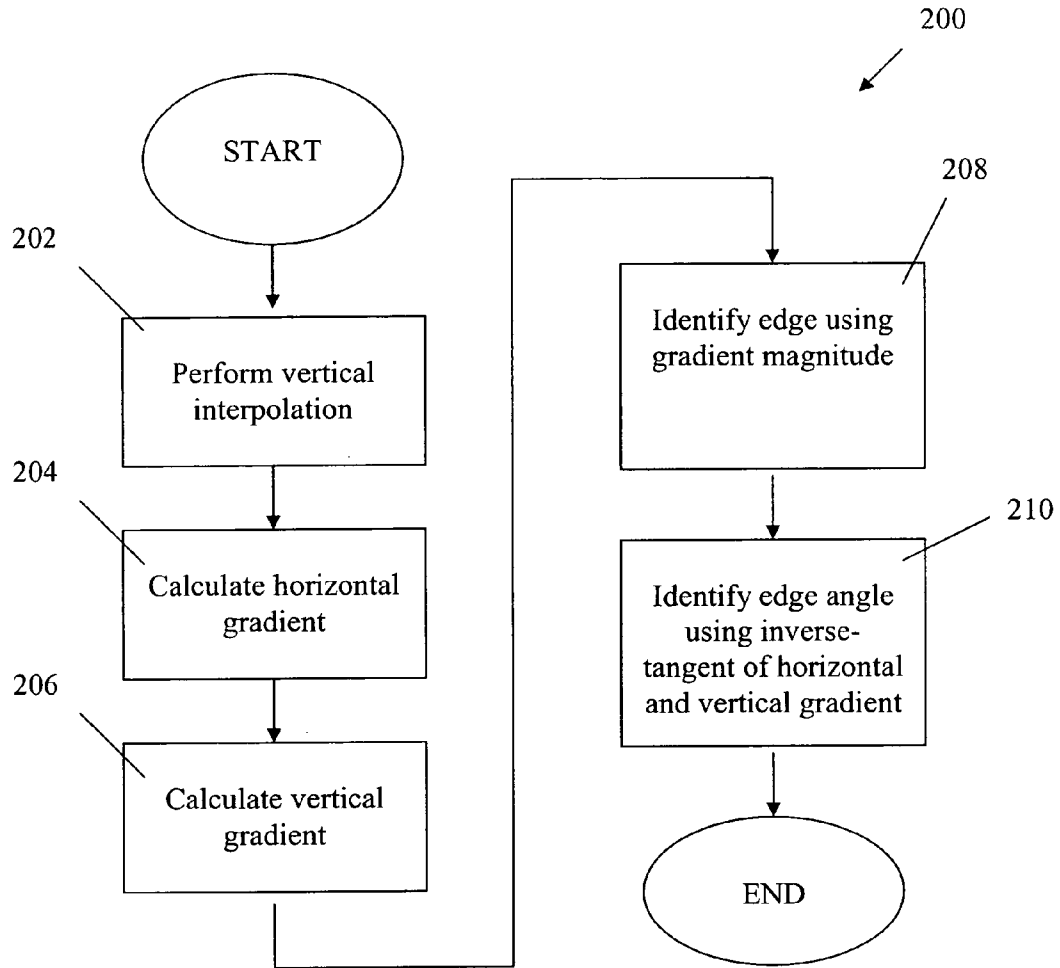 200
START
202
Perform vertical
interpolation
204
Calculate horizontal
gradient
206
Calculate vertical
gradient
208
Identify edge using
gradient magnitude
210
Identify edge angle
using inverse-
tangent of horizontal
and vertical gradient
END